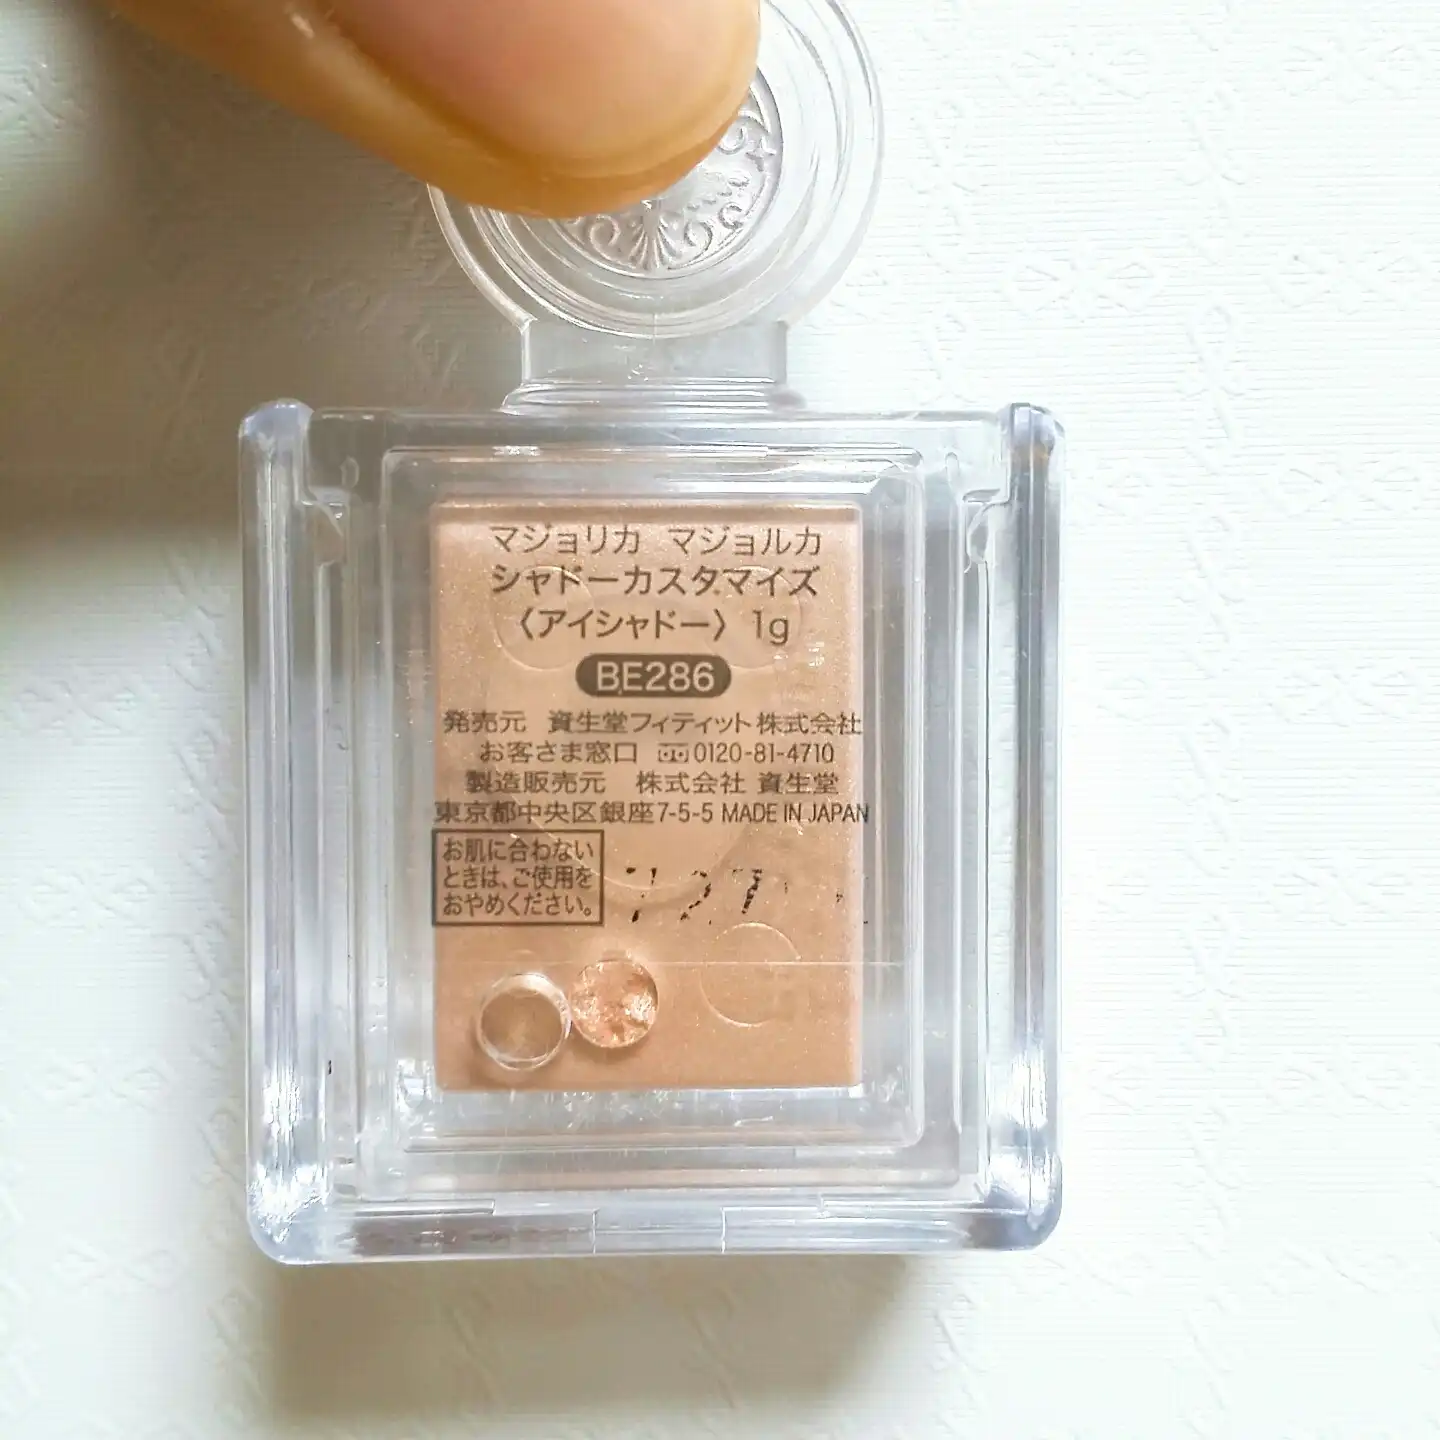 マジョリカ マジョルカ
シャドーカスタマイズ
〈アイシャドー〉 1g
BE286
発売元 資生堂フィティット株式会社
お客さま窓口 0120-81-4710
製造販売元 株式会社 資生堂
東京都中央区銀座7-5-5 MADE IN JAPAN
お肌に合わない
ときは、ご使用を
おやめください。